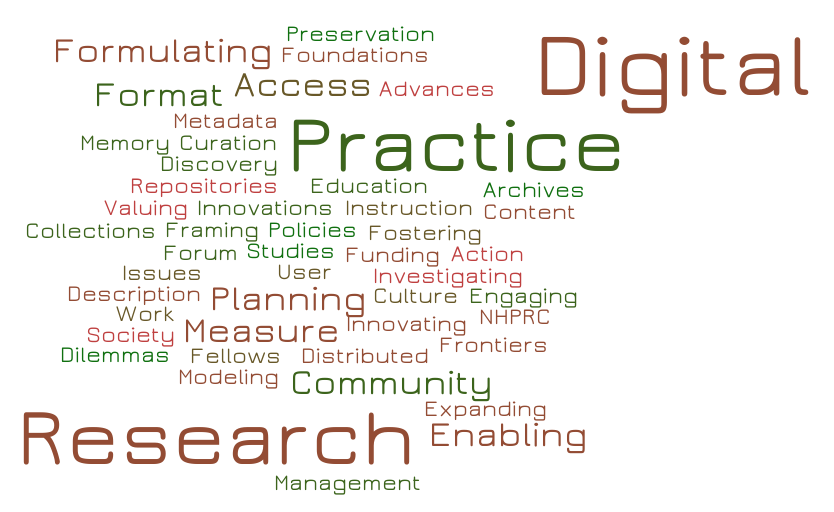 Preservation
Digital
Formulating Foundations
Format Access Advances
Metadata
Practice
Memory Curation
Discovery
Repositories Education Archives
Valuing Innovations Instruction Content
Collections Framing Policies Fostering
Forum Studies Funding Action
Issues User Investigating
Description Planning Culture Engaging
Work Innovating NHPRC
Society Measure Frontiers
Dilemmas Fellows Distributed
Modeling Community
Expanding
Research Enabling
Management